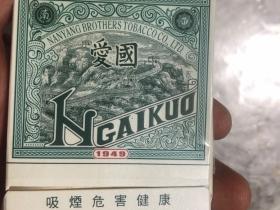 NANYANG BROTHERS TOBACCO CO., LTD.
愛國
NGAIKUO
1949
吸煙危害健康